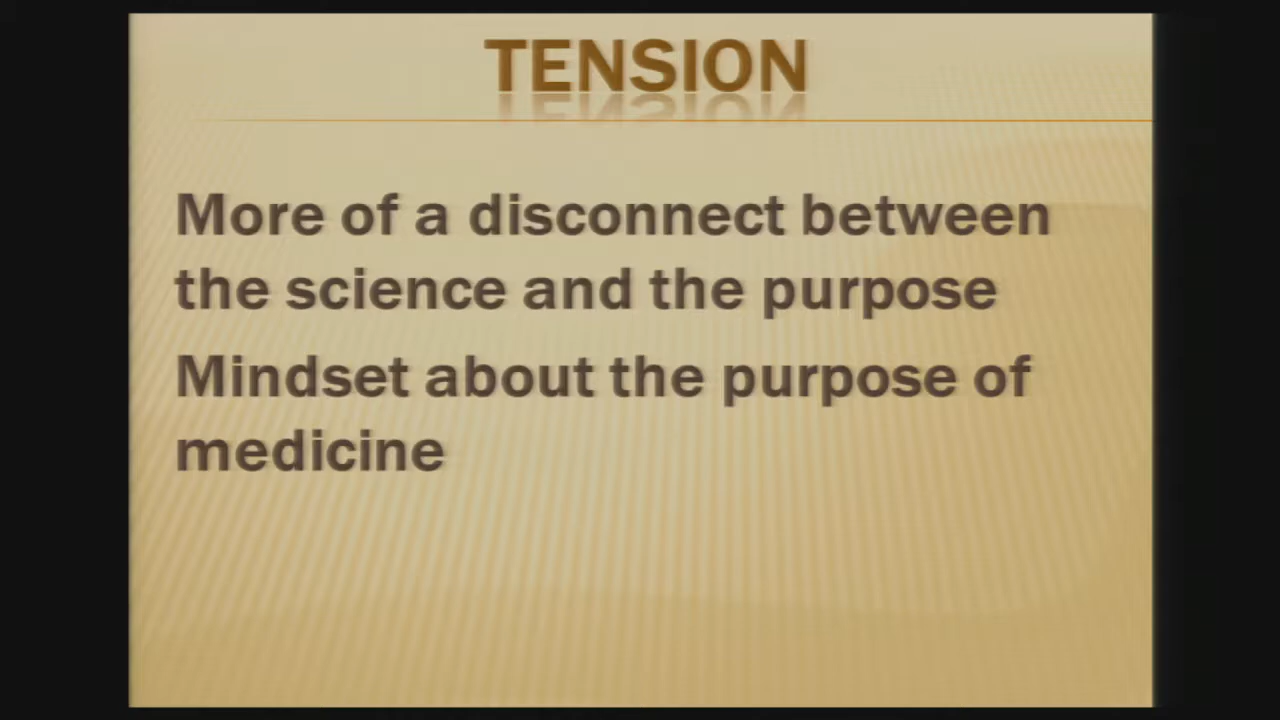 TENSION
More of a disconnect between
the science and the purpose
Mindset about the purpose of
medicine